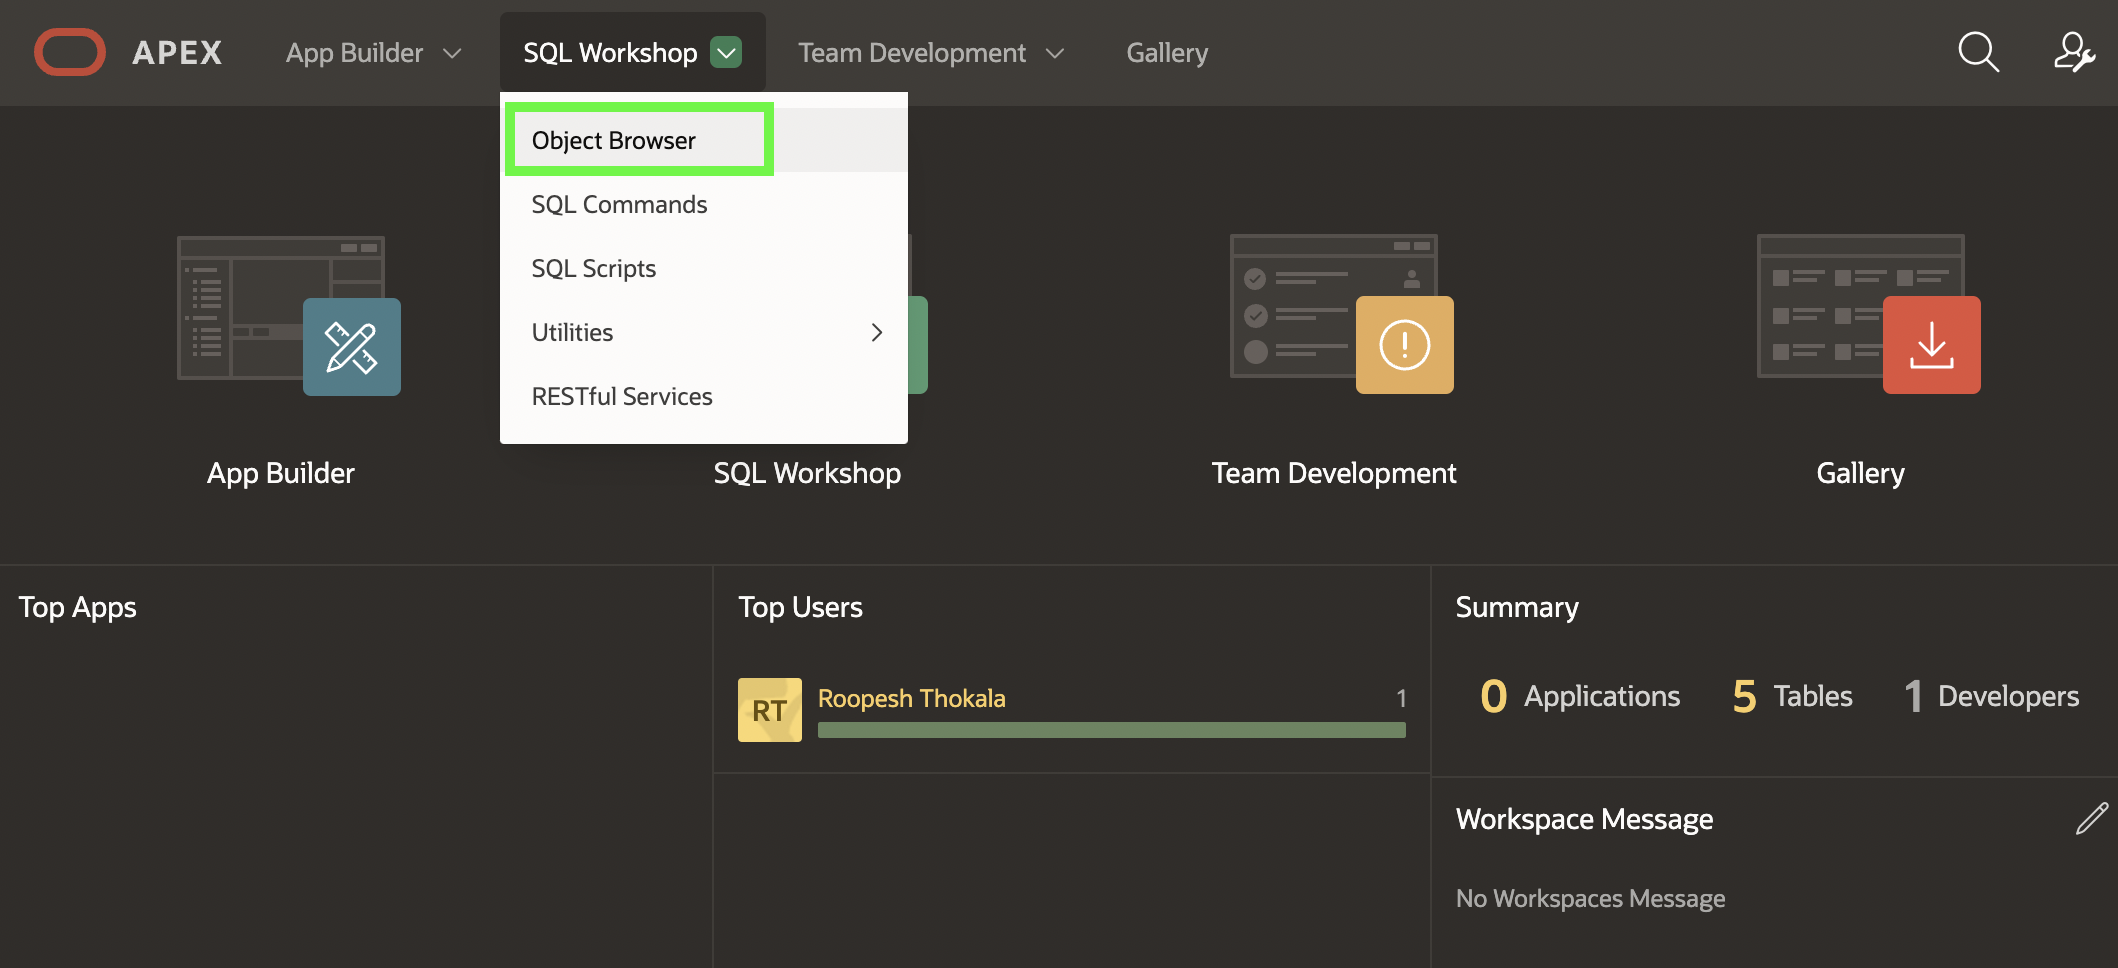 APEX
App Builder
SQL Workshop
Team Development
Gallery
Object Browser
SQL Commands
SQL Scripts
Utilities
RESTful Services
App Builder
SQL Workshop
Team Development
Gallery
Top Apps
Top Users
RT
Roopesh Thokala
1
Summary
0 Applications
5 Tables
1 Developers
Workspace Message
No Workspaces Message